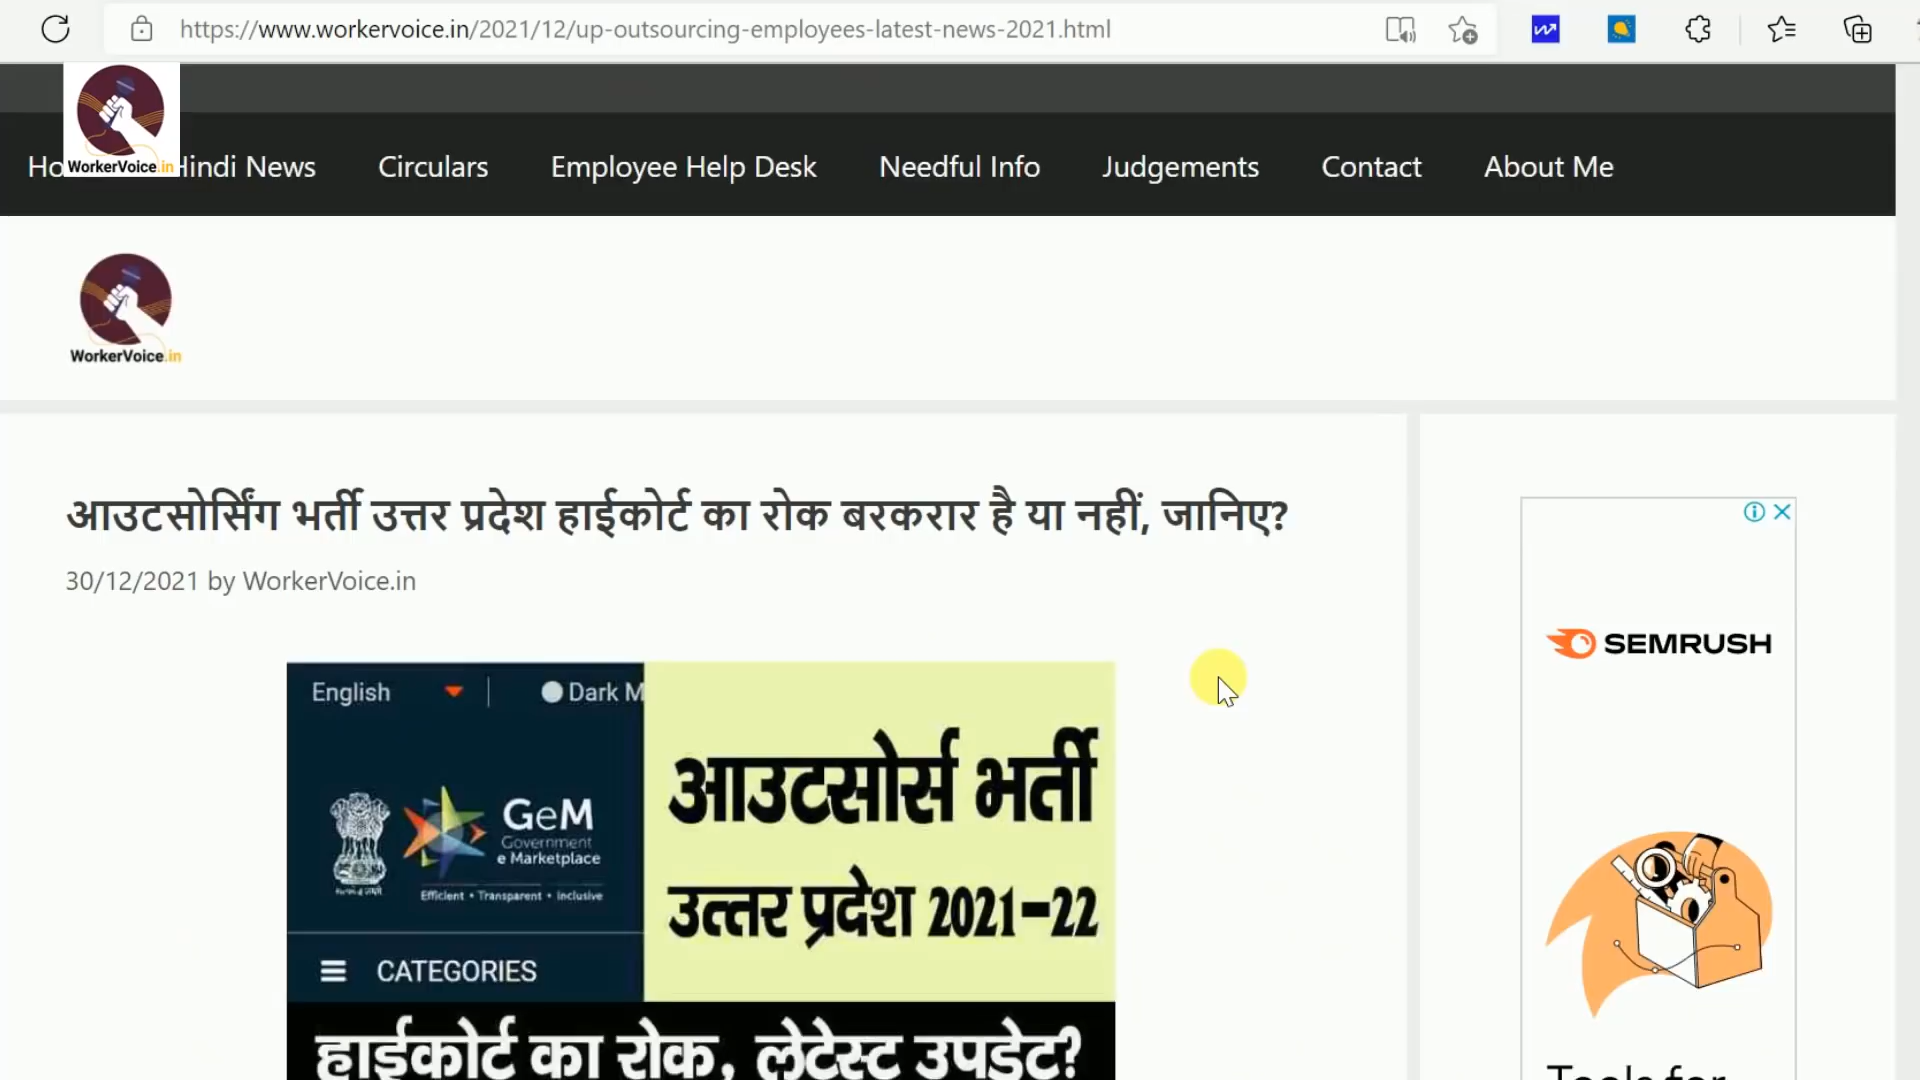 https://www.workervoice.in/2021/12/up-outsourcing-employees-latest-news-2021.html
WorkerVoice.in
Hindi News Circulars Employee Help Desk Needful Info Judgements Contact About Me
WorkerVoice.in
आउटसोर्सिंग भर्ती उत्तर प्रदेश हाईकोर्ट का रोक बरकरार है या नहीं, जानिए?
30/12/2021 by WorkerVoice.in
English Dark M
GeM
Government
e Marketplace
Efficient • Transparent • Inclusive
CATEGORIES
आउटसोर्स भर्ती
उत्तर प्रदेश 2021-22
हाईकोर्ट का रोक, लेटेस्ट उपडेट?
SEMRUSH
Tools for